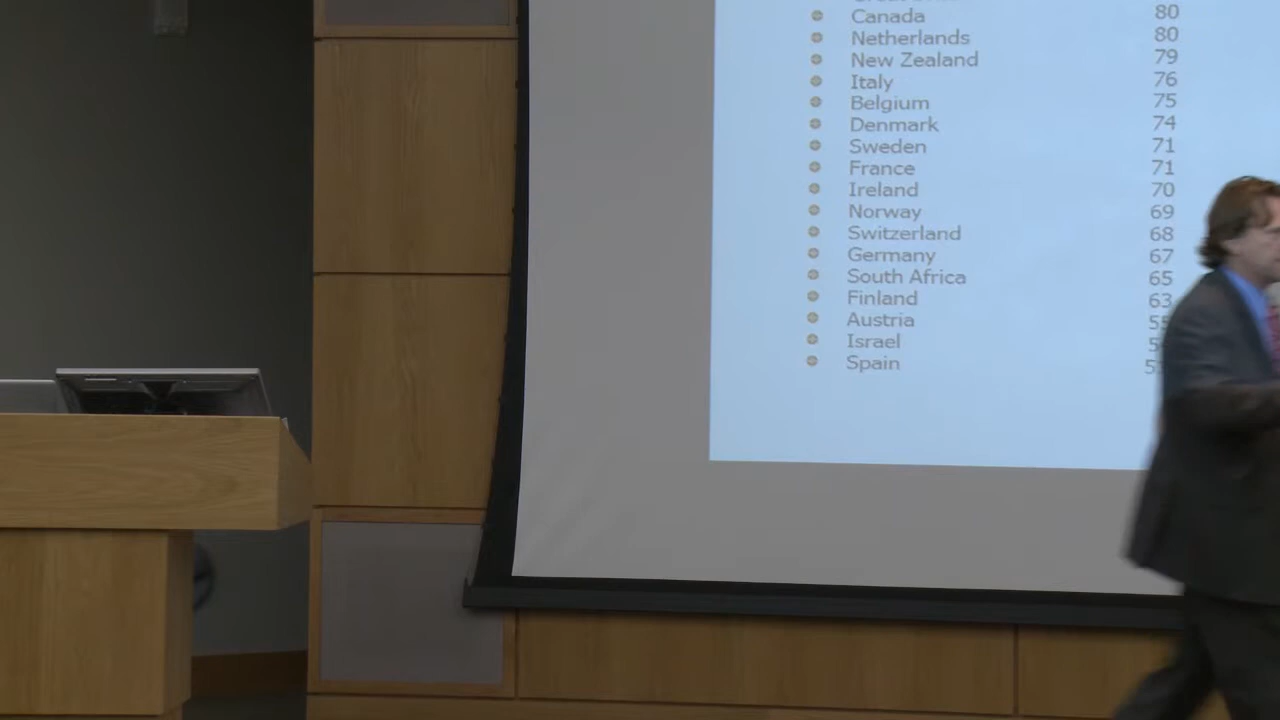 Canada 80
Netherlands 80
New Zealand 79
Italy 76
Belgium 75
Denmark 74
Sweden 71
France 71
Ireland 70
Norway 69
Switzerland 68
Germany 67
South Africa 65
Finland 63
Austria
Israel
Spain